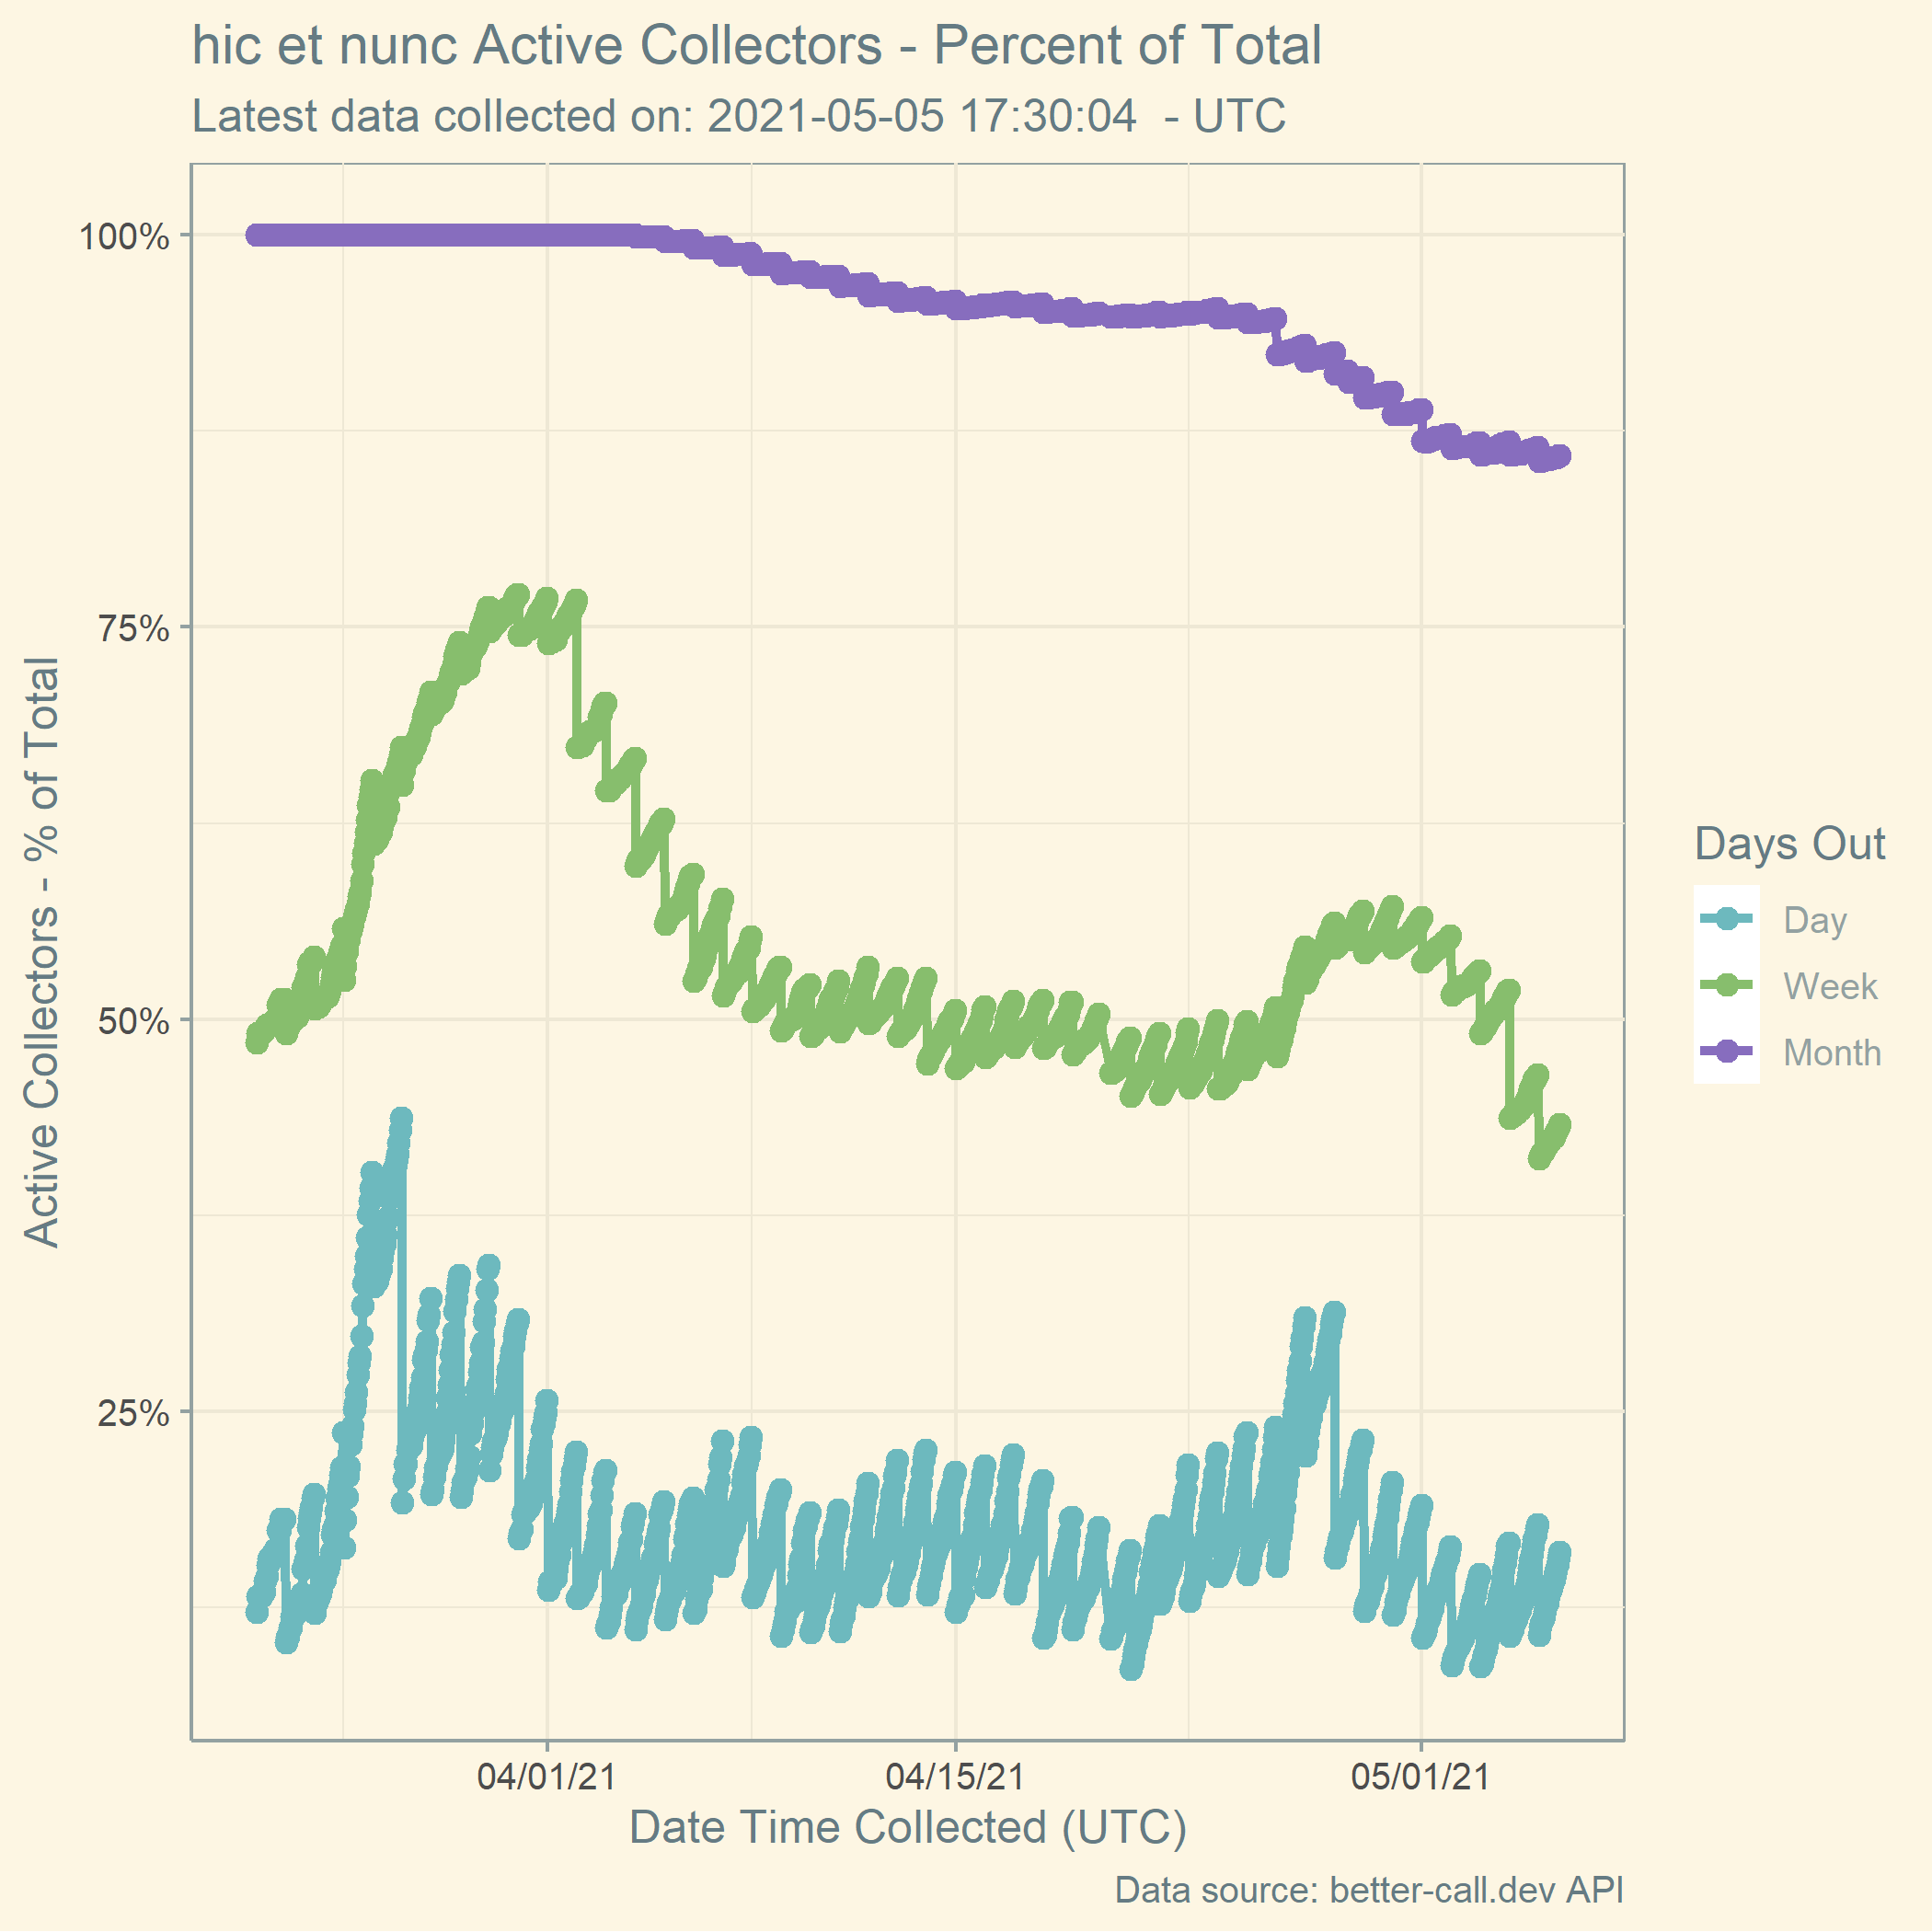 hic et nunc Active Collectors - Percent of Total
Latest data collected on: 2021-05-05 17:30:04  - UTC
Active Collectors - % of Total
100%
75%
50%
25%
04/01/21
04/15/21
05/01/21
Date Time Collected (UTC)
Days Out
Day
Week
Month
Data source: better-call.dev API